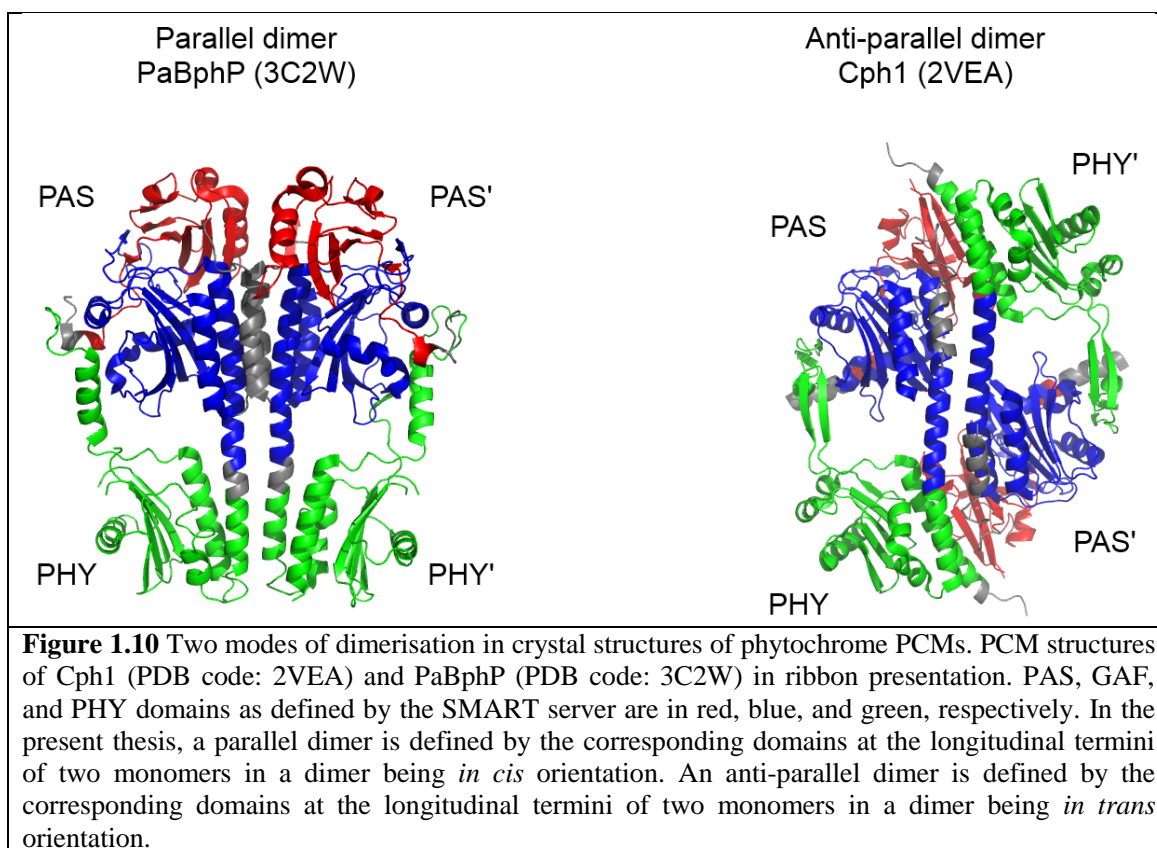 Parallel dimer
PaBphP (3C2W)
Anti-parallel dimer
Cph1 (2VEA)
PAS
PAS'
PHY
PHY'
PHY'
PAS
PAS'
PHY
Figure 1.10 Two modes of dimerisation in crystal structures of phytochrome PCMs. PCM structures
of Cph1 (PDB code: 2VEA) and PaBphP (PDB code: 3C2W) in ribbon presentation. PAS, GAF,
and PHY domains as defined by the SMART server are in red, blue, and green, respectively. In the
present thesis, a parallel dimer is defined by the corresponding domains at the longitudinal termini
of two monomers in a dimer being in cis orientation. An anti-parallel dimer is defined by the
corresponding domains at the longitudinal termini of two monomers in a dimer being in trans
orientation.